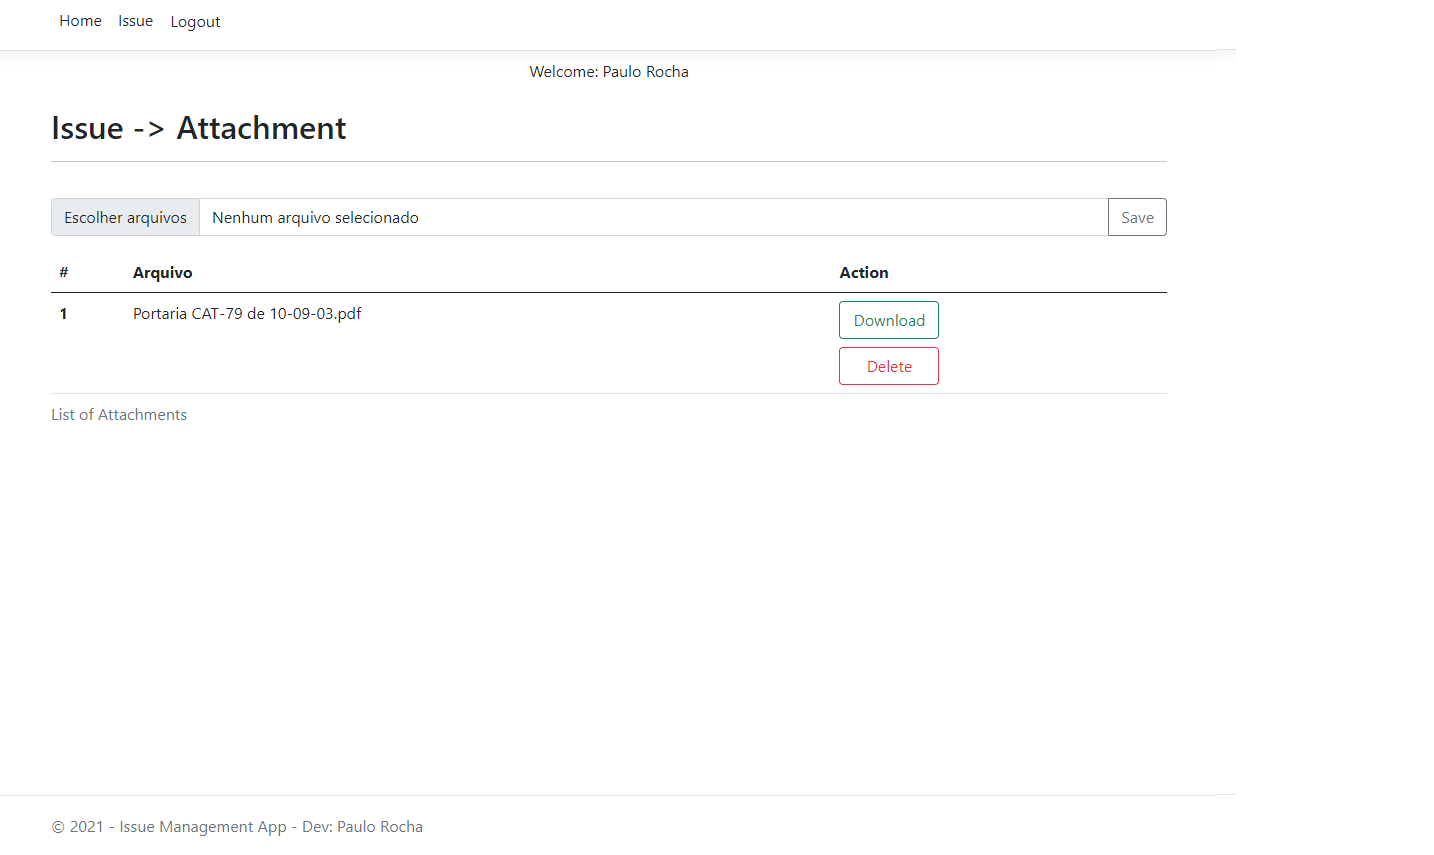 Home Issue Logout
Welcome: Paulo Rocha
Issue -> Attachment
Escolher arquivos Nenhum arquivo selecionado Save
# Arquivo Action
1 Portaria CAT-79 de 10-09-03.pdf Download
Delete
List of Attachments
© 2021 - Issue Management App - Dev: Paulo Rocha